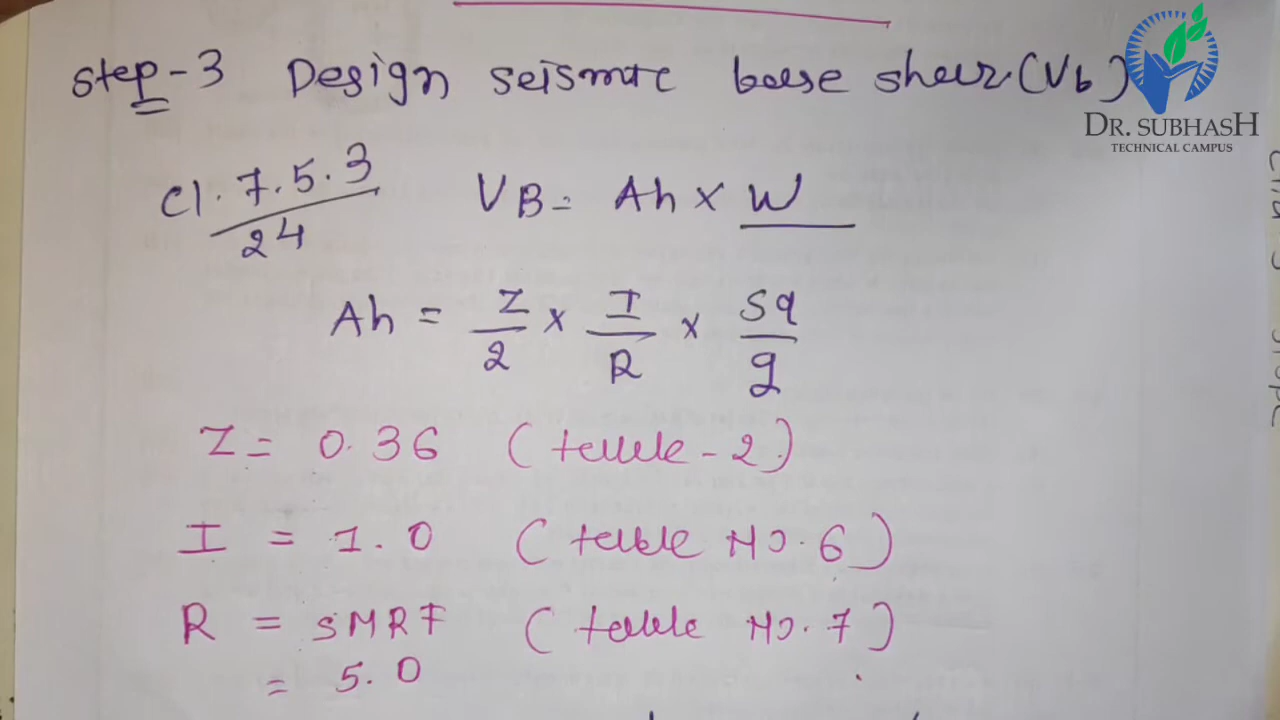 Step-3 Design seismic base shear (Vb)
DR. SUBHASH
TECHNICAL CAMPUS
Cl. 7.5.3 / 24
VB = Ah × W
Ah = Z/2 × I/R × Sa/g
Z = 0.36 (table-2)
I = 1.0 (table No. 6)
R = SMRF (table No. 7)
= 5.0